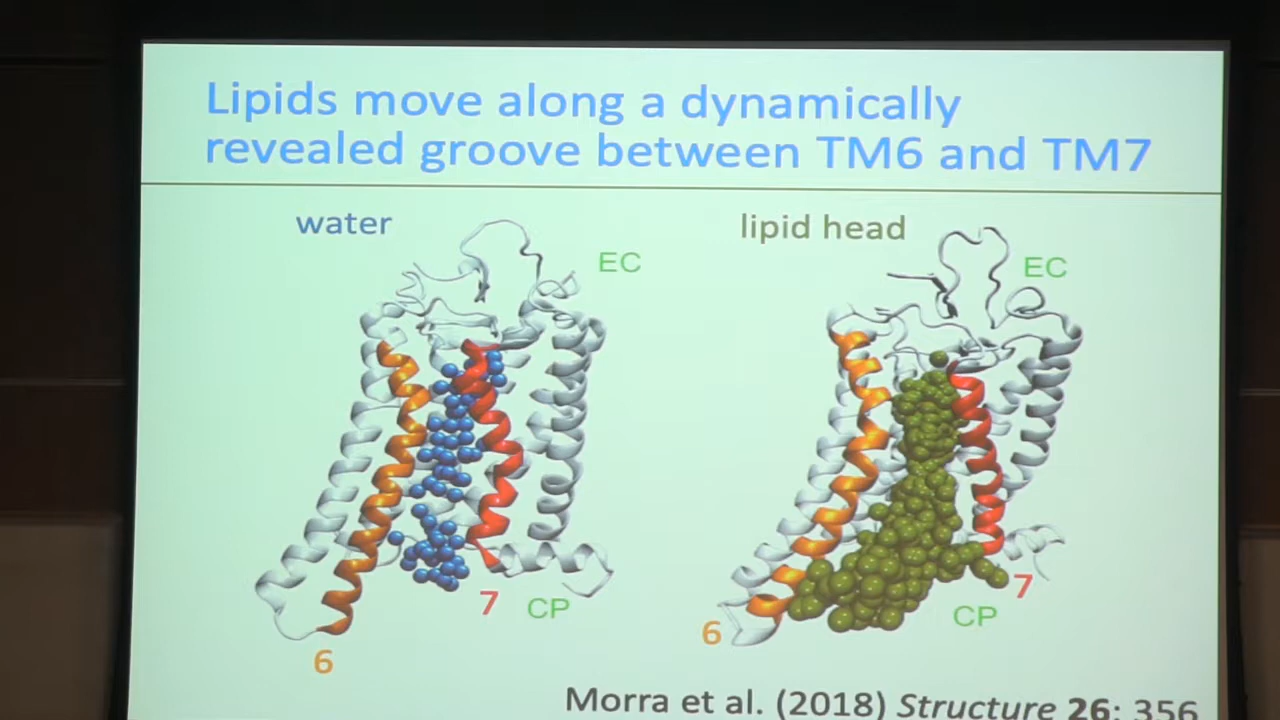 Lipids move along a dynamically
revealed groove between TM6 and TM7
water
lipid head
EC
EC
7
CP
7
CP
6
6
Morra et al. (2018) Structure 26: 356